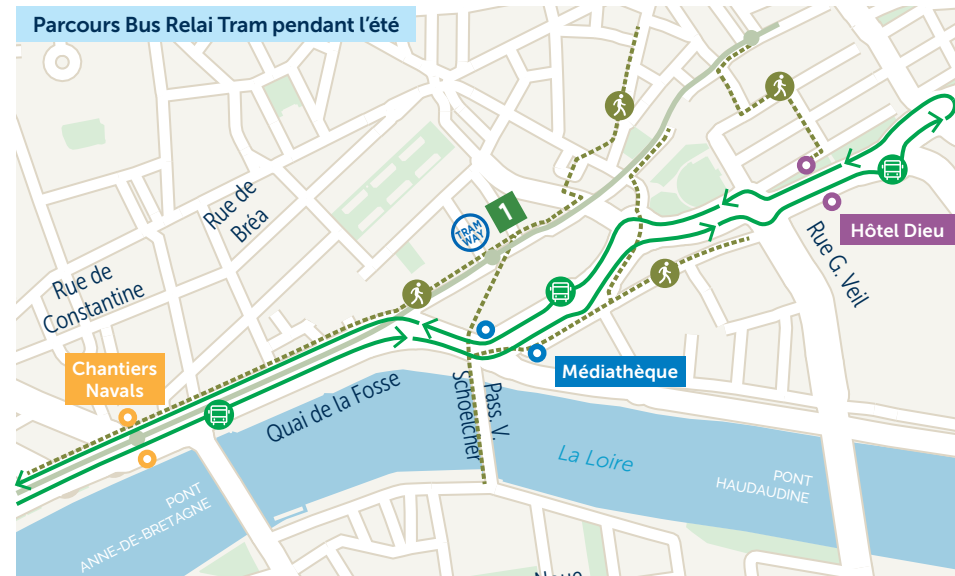 Parcours Bus Relai Tram pendant l'été
Rue de
Bréa
TRAM
WAY
1
Hôtel Dieu
Rue G. Veil
Rue de
Constantine
Chantiers
Navals
Médiathèque
Quai de la Fosse
Pass. V.
Schoelcher
La Loire
PONT
HAUDAUDINE
PONT
ANNE-DE-BRETAGNE